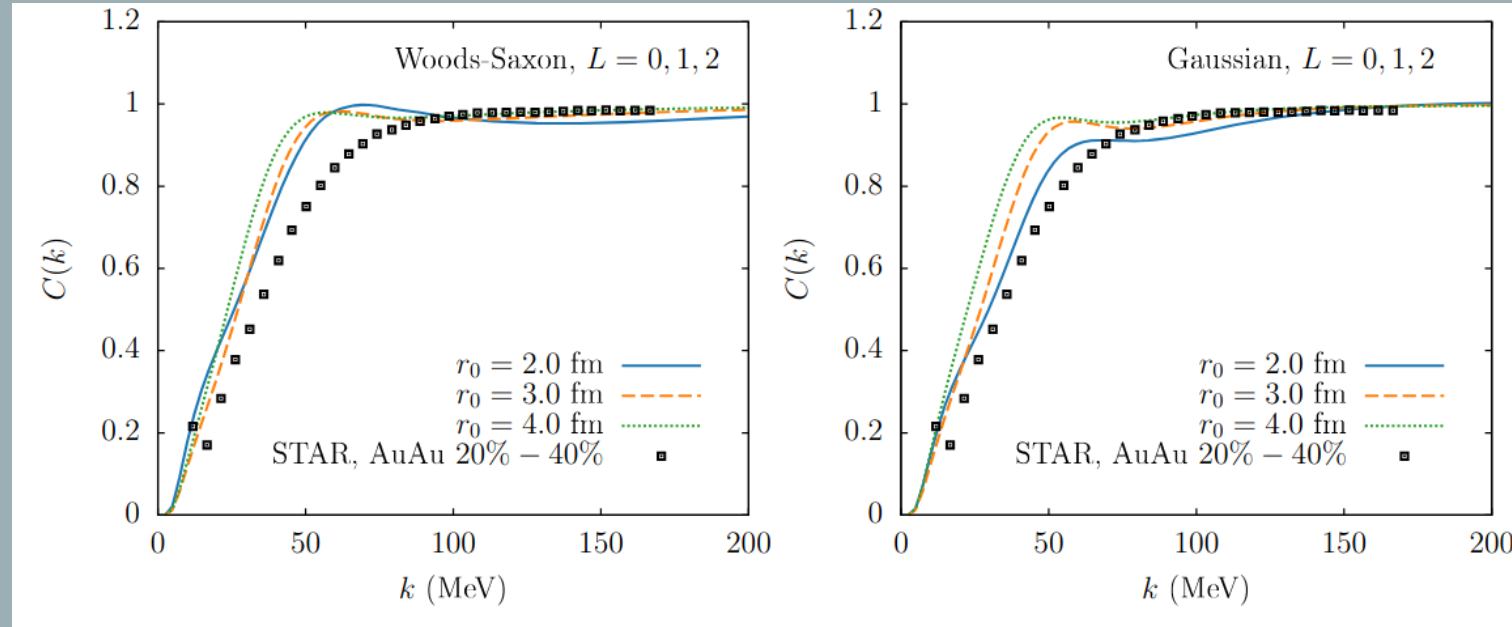 1.2
1
0.8
0.6
0.4
0.2
0
C(k)
Woods-Saxon, L = 0, 1, 2
r₀ = 2.0 fm
r₀ = 3.0 fm
r₀ = 4.0 fm
STAR, AuAu 20% − 40%
0 50 100 150 200
k (MeV)
1.2
1
0.8
0.6
0.4
0.2
0
C(k)
Gaussian, L = 0, 1, 2
r₀ = 2.0 fm
r₀ = 3.0 fm
r₀ = 4.0 fm
STAR, AuAu 20% − 40%
0 50 100 150 200
k (MeV)